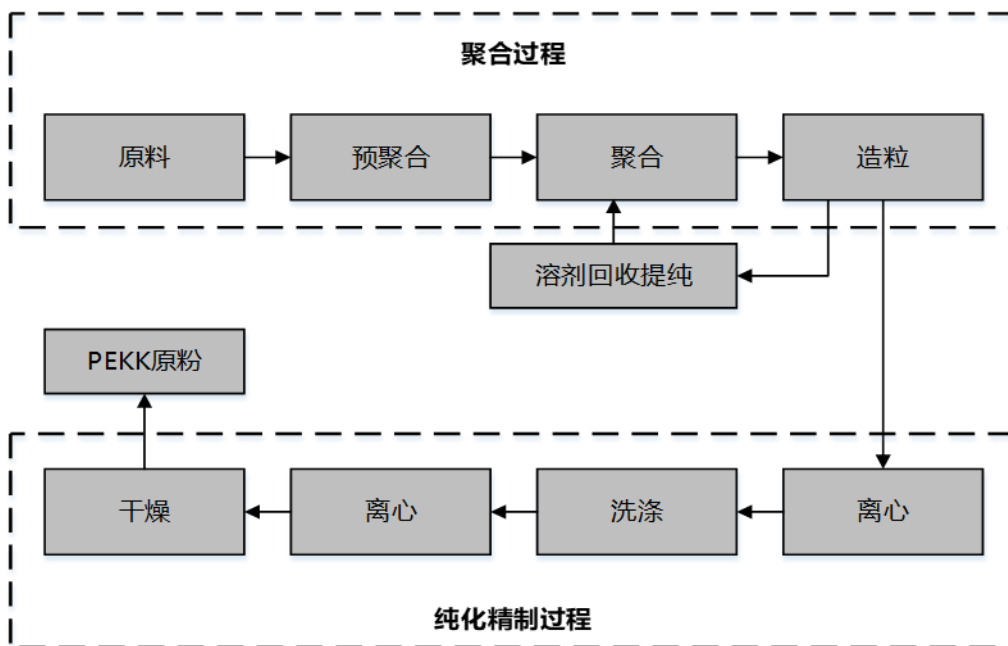 聚合过程
原料
预聚合
聚合
造粒
溶剂回收提纯
PEKK原粉
干燥
离心
洗涤
离心
纯化精制过程